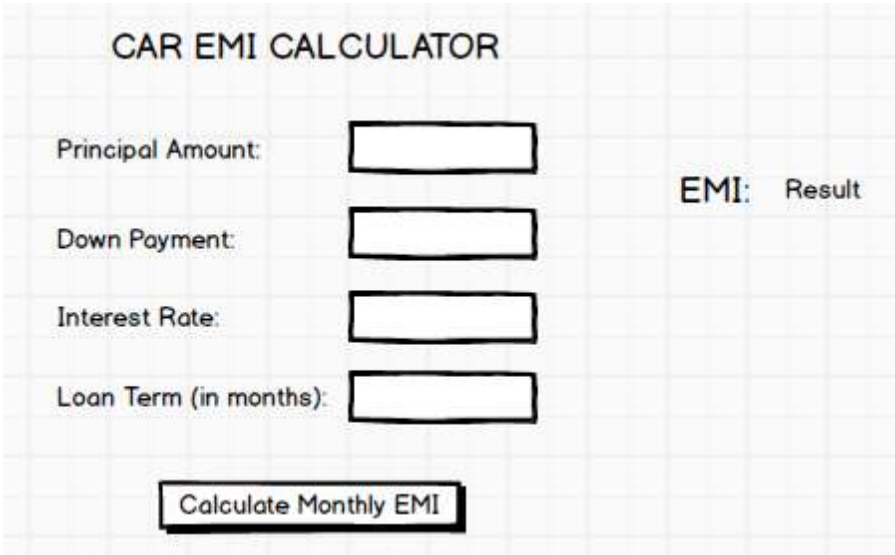 CAR EMI CALCULATOR
Principal Amount:
EMI: Result
Down Payment:
Interest Rate:
Loan Term (in months):
Calculate Monthly EMI